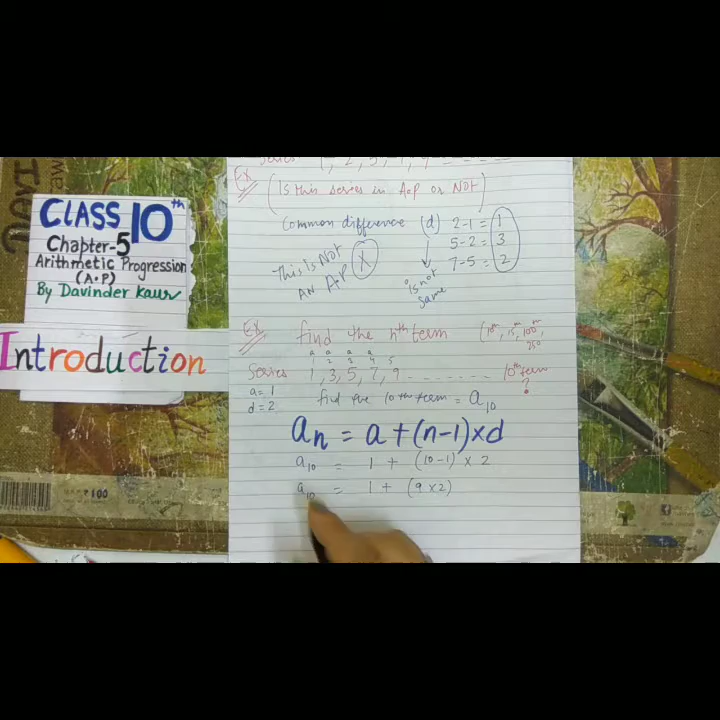 Ex
(Is this series in A.P or Not)
Common difference (d) 2-1 = 1
5-2 = 3
7-5 = 2
This Is Not
AN A.P X
is not
same
CLASS 10th
Chapter-5
Arithmetic Progression
(A.P)
By Davinder Kaur
Introduction
Ex find the nth term
Series 1, 3, 5, 7, 9 - - - - - - - 10th term
?
a = 1
d = 2
find the 10th term = a10
an = a+(n-1)×d
a10 = 1 + (10-1) × 2
a10 = 1 + (9×2)
₹100